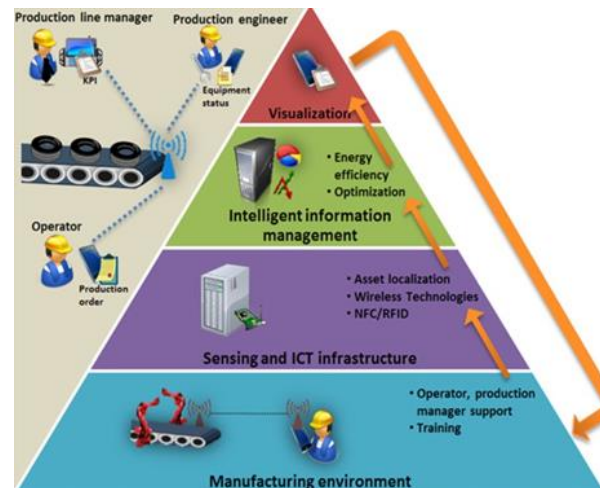 Production line manager
KPI
Production engineer
Equipment
status
Operator
Production
order
Visualization
• Energy
efficiency
• Optimization
Intelligent information
management
• Asset localization
• Wireless Technologies
• NFC/RFID
Sensing and ICT infrastructure
• Operator, production
manager support
• Training
Manufacturing environment